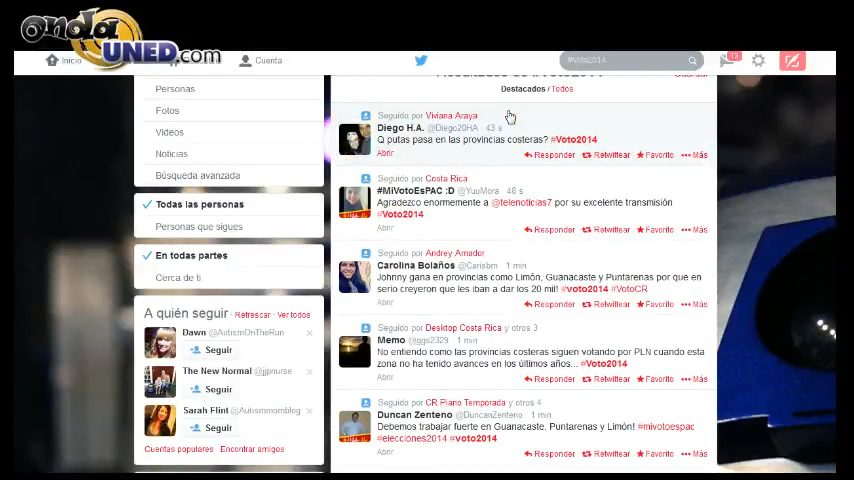 onda
UNED.com
Inicio
Cuenta
#voto2014
13
Personas
Fotos
Videos
Noticias
Búsqueda avanzada
Todas las personas
Personas que sigues
En todas partes
Cerca de ti
A quién seguir · Refrescar · Ver todos
Dawn @AutismOnTheRun
Seguir
The New Normal @jjpnurse
Seguir
Sarah Flint @Autismmomblog
Seguir
Cuentas populares · Encontrar amigos
Destacados / Todos
Seguido por Viviana Araya
Diego H.A. @Diego20HA 43 s
Q putas pasa en las provincias costeras? #Voto2014
Abrir
Responder Retwittear Favorito Más
Seguido por Costa Rica
#MiVotoEsPAC :D @YuuMora 48 s
Agradezco enormemente a @telenoticias7 por su excelente transmisión
#Voto2014
Abrir
Responder Retwittear Favorito Más
Seguido por Andrey Amador
Carolina Bolaños @Carisbm 1 min
Johnny gana en provincias como Limón, Guanacaste y Puntarenas por que en
serio creyeron que les iban a dar los 20 mil! #voto2014 #VotoCR
Abrir
Responder Retwittear Favorito Más
Seguido por Desktop Costa Rica y otros 3
Memo @ggs2329 1 min
No entiendo como las provincias costeras siguen votando por PLN cuando esta
zona no ha tenido avances en los últimos años... #Voto2014
Abrir
Responder Retwittear Favorito Más
Seguido por CR Piano Temporada y otros 4
Duncan Zenteno @DuncanZenteno 1 min
Debemos trabajar fuerte en Guanacaste, Puntarenas y Limón! #mivotoespac
#elecciones2014 #voto2014
Abrir
Responder Retwittear Favorito Más